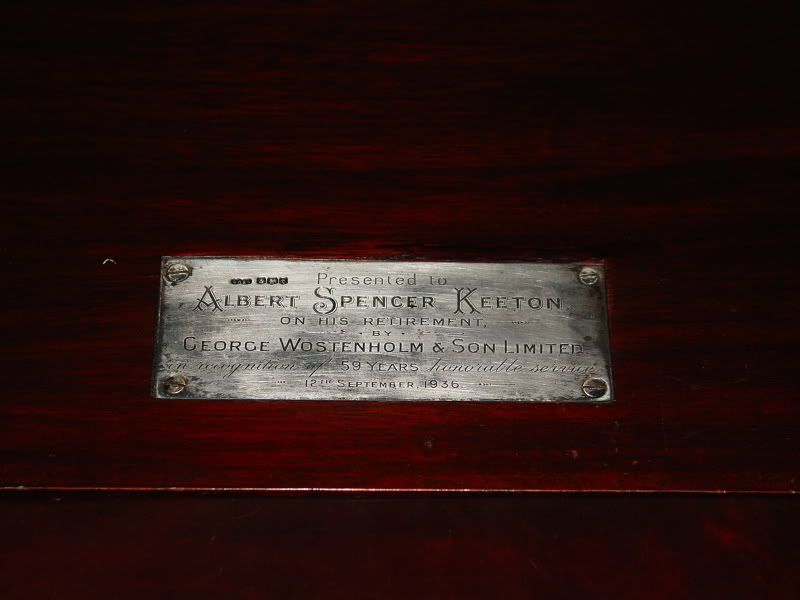 Presented to
ALBERT SPENCER KEETON,
ON HIS RETIREMENT,
BY
GEORGE WOSTENHOLM & SON LIMITED
in recognition of 59 YEARS honorable service
12TH SEPTEMBER, 1936.